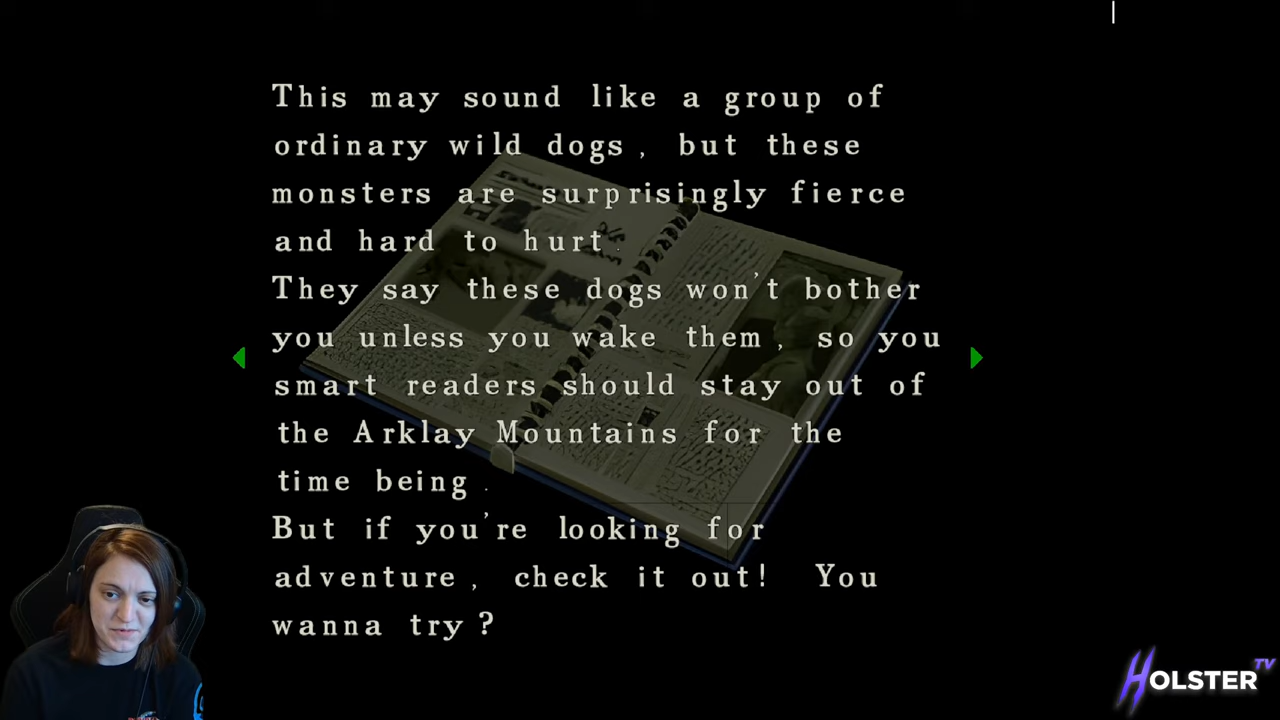 This may sound like a group of
ordinary wild dogs, but these
monsters are surprisingly fierce
and hard to hurt.
They say these dogs won't bother
you unless you wake them, so you
smart readers should stay out of
the Arklay Mountains for the
time being.
But if you're looking for
adventure, check it out! You
wanna try?
HOLSTER TV